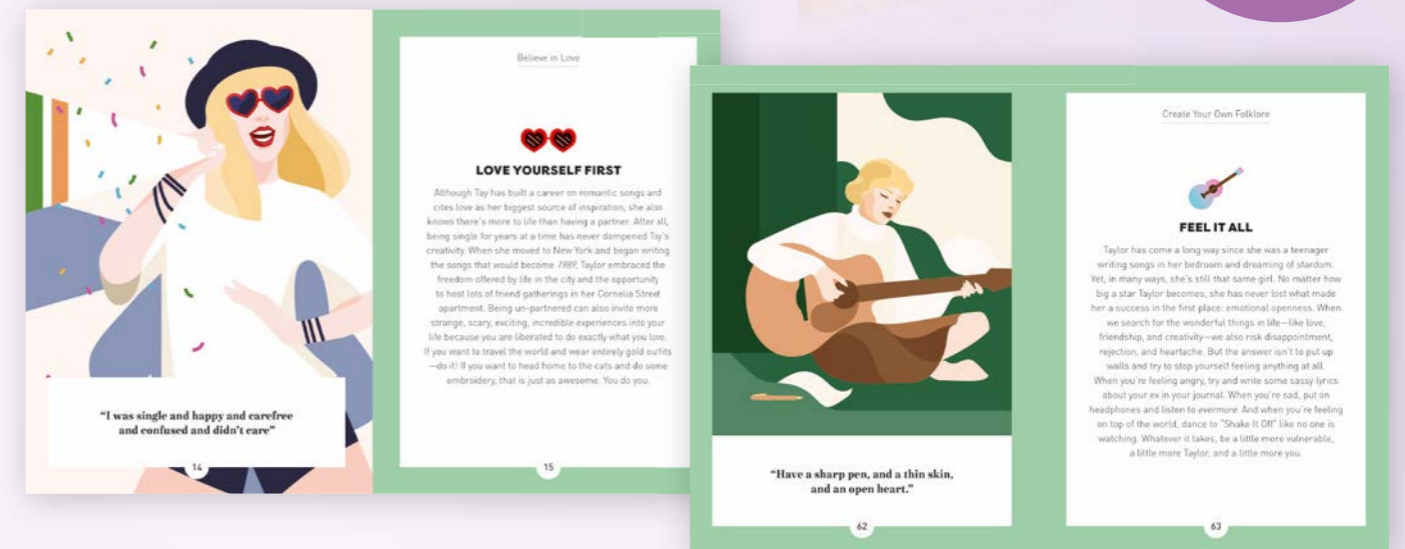 Believe in Love
LOVE YOURSELF FIRST
Although Tay has built a career on romantic songs and
cites love as her biggest source of inspiration, she also
knows there's more to life than having a partner. After all,
being single for years at a time has never dampened Tay's
creativity. When she moved to New York and began writing
the songs that would become 1989, Taylor embraced the
freedom offered by life in the city and the opportunity
to host lots of friend gatherings in her Cornelia Street
apartment. Being un-partnered can also invite more
strange, scary, exciting, incredible experiences into your
life because you are liberated to do exactly what you love.
If you want to travel the world and wear entirely gold outfits
—do it! If you want to head home to the cats and do some
embroidery, that is just as awesome. You do you.
"I was single and happy and carefree
and confused and didn't care"
14
15
Create Your Own Folklore
FEEL IT ALL
Taylor has come a long way since she was a teenager
writing songs in her bedroom and dreaming of stardom.
Yet, in many ways, she's still that same girl. No matter how
big a star Taylor becomes, she has never lost what made
her a success in the first place: emotional openness. When
we search for the wonderful things in life—like love,
friendship, and creativity—we also risk disappointment,
rejection, and heartache. But the answer isn't to put up
walls and try to stop yourself feeling anything at all.
When you're feeling angry, try and write some sassy lyrics
about your ex in your journal. When you're sad, put on
headphones and listen to evermore. And when you're feeling
on top of the world, dance to "Shake It Off" like no one is
watching. Whatever it takes, be a little more vulnerable,
a little more Taylor, and a little more you.
"Have a sharp pen, and a thin skin,
and an open heart."
62
63